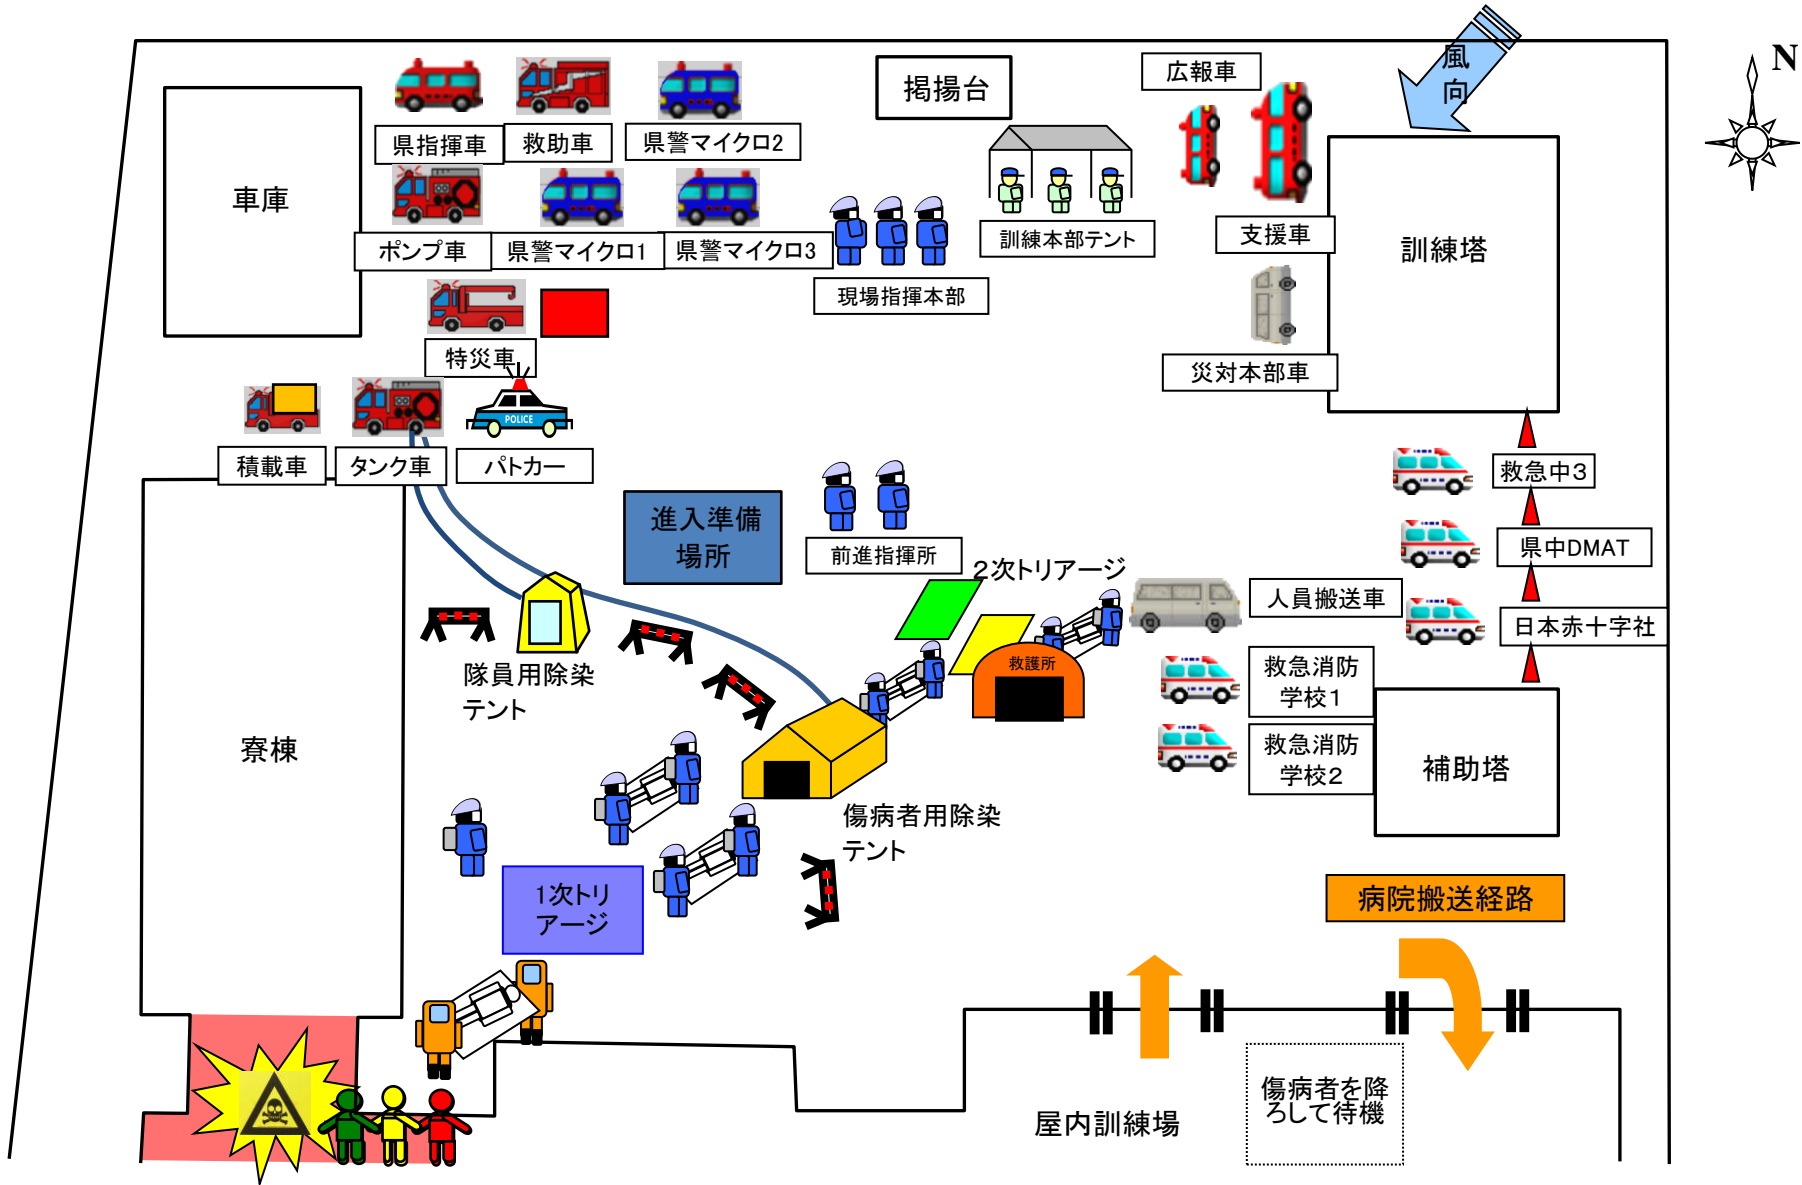 風
向
N
掲揚台
広報車
県指揮車
救助車
県警マイクロ2
車庫
ポンプ車
県警マイクロ1
県警マイクロ3
現場指揮本部
訓練本部テント
支援車
訓練塔
特災車
災対本部車
POLICE
積載車
タンク車
パトカー
救急中3
進入準備
場所
前進指揮所
県中DMAT
2次トリアージ
人員搬送車
日本赤十字社
救護所
隊員用除染
テント
救急消防
学校1
寮棟
救急消防
学校2
補助塔
傷病者用除染
テント
1次トリ
アージ
病院搬送経路
屋内訓練場
傷病者を降
ろして待機